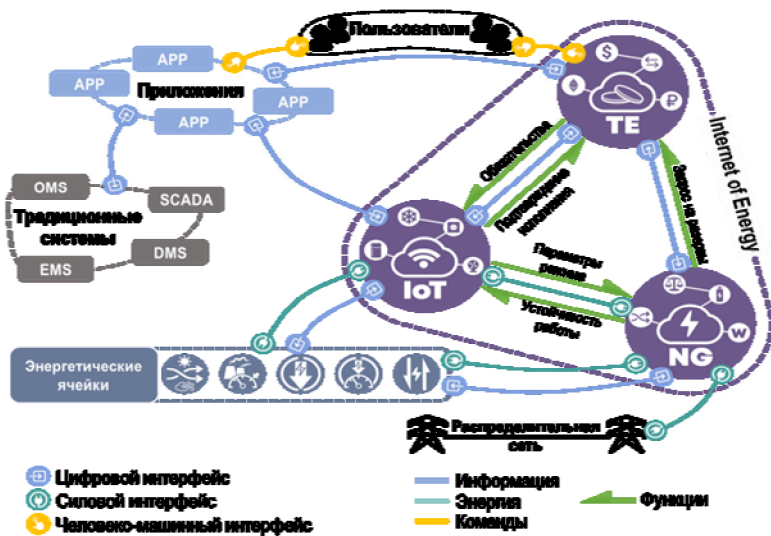 Пользователи
APP
APP
Приложения
APP
APP
$
₽
TE
Internet of Energy
OMS
SCADA
Традиционные
системы
DMS
EMS
Обязательства
Подтверждение
исполнения
Запрос на резервы
IoT
Параметры
режима
Устойчивость
работы
W
NG
Энергетические
ячейки
Распределительная
сеть
Цифровой интерфейс
Силовой интерфейс
Человеко-машинный интерфейс
Информация
Энергия
Команды
Функции